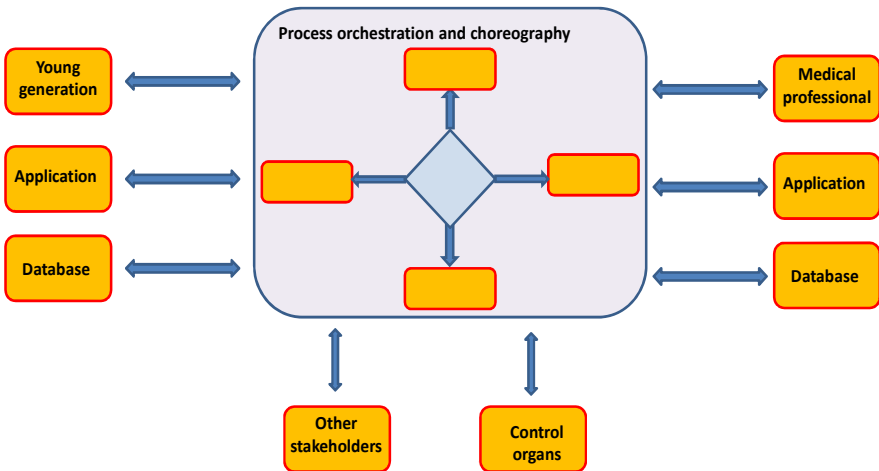 Process orchestration and choreography
Young
generation
Application
Database
Medical
professional
Application
Database
Other
stakeholders
Control
organs